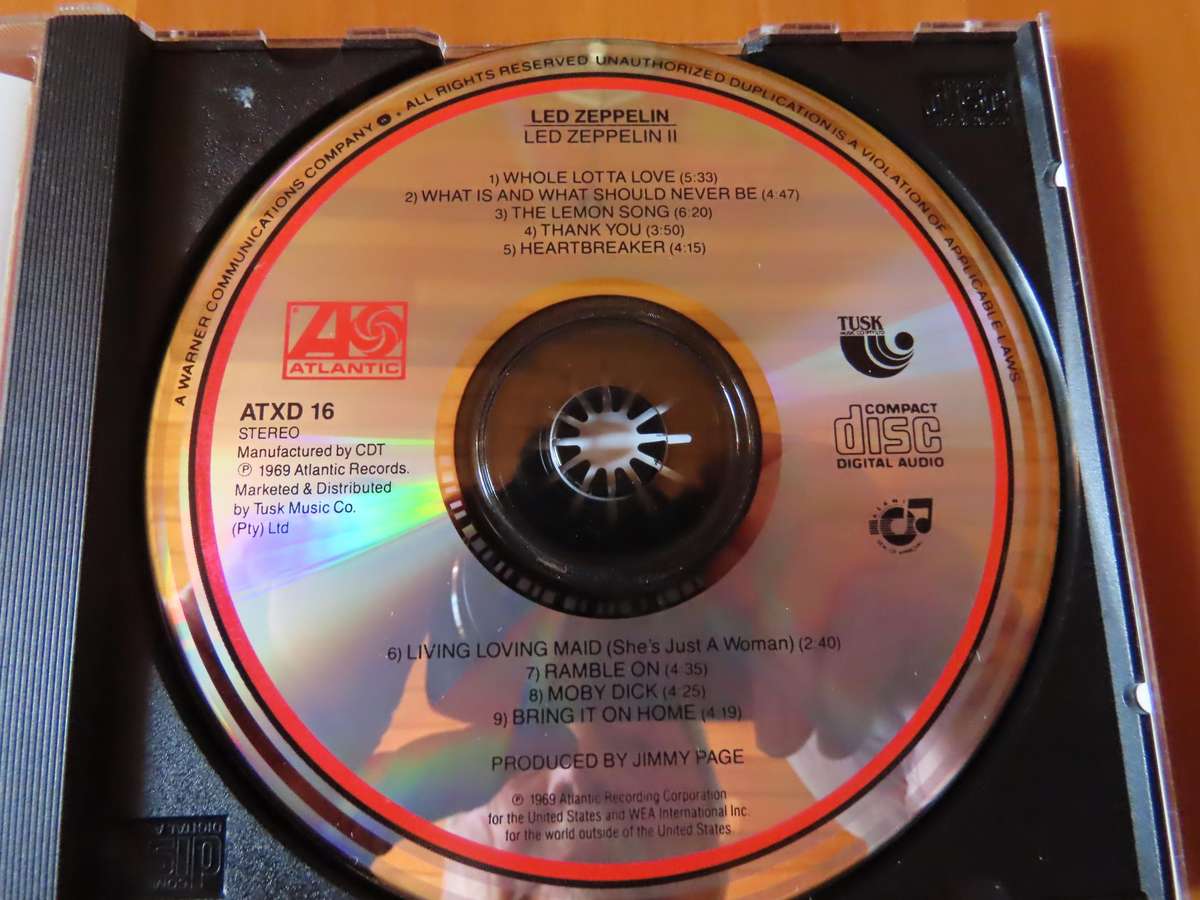 A WARNER COMMUNICATIONS COMPANY ℗ • ALL RIGHTS RESERVED UNAUTHORIZED DUPLICATION IS A VIOLATION OF APPLICABLE LAWS
LED ZEPPELIN
LED ZEPPELIN II
1) WHOLE LOTTA LOVE (5:33)
2) WHAT IS AND WHAT SHOULD NEVER BE (4:47)
3) THE LEMON SONG (6:20)
4) THANK YOU (3:50)
5) HEARTBREAKER (4:15)
ATLANTIC
ATXD 16
STEREO
Manufactured by CDT
℗ 1969 Atlantic Records.
Marketed & Distributed
by Tusk Music Co.
(Pty) Ltd
TUSK
COMPACT
disc
DIGITAL AUDIO
6) LIVING LOVING MAID (She's Just A Woman) (2:40)
7) RAMBLE ON (4:35)
8) MOBY DICK (4:25)
9) BRING IT ON HOME (4:19)
PRODUCED BY JIMMY PAGE
℗ 1969 Atlantic Recording Corporation
for the United States and WEA International Inc.
for the world outside of the United States
disc
DIGITAL A